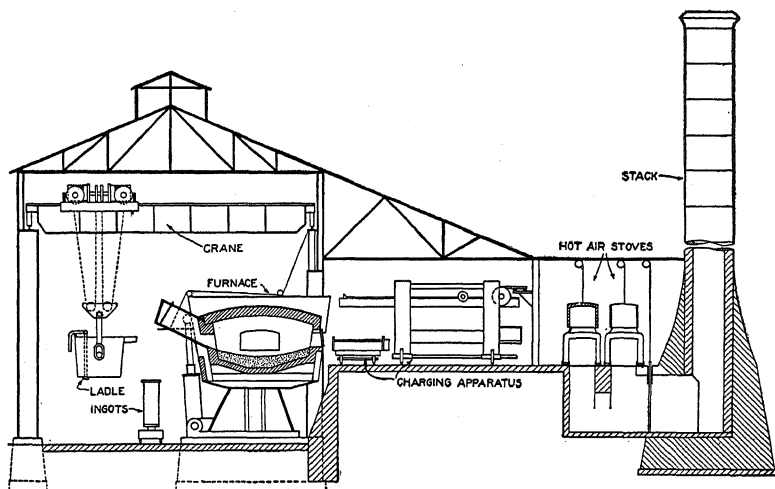 STACK
CRANE
HOT AIR STOVES
FURNACE
CHARGING APPARATUS
LADLE
INGOTS